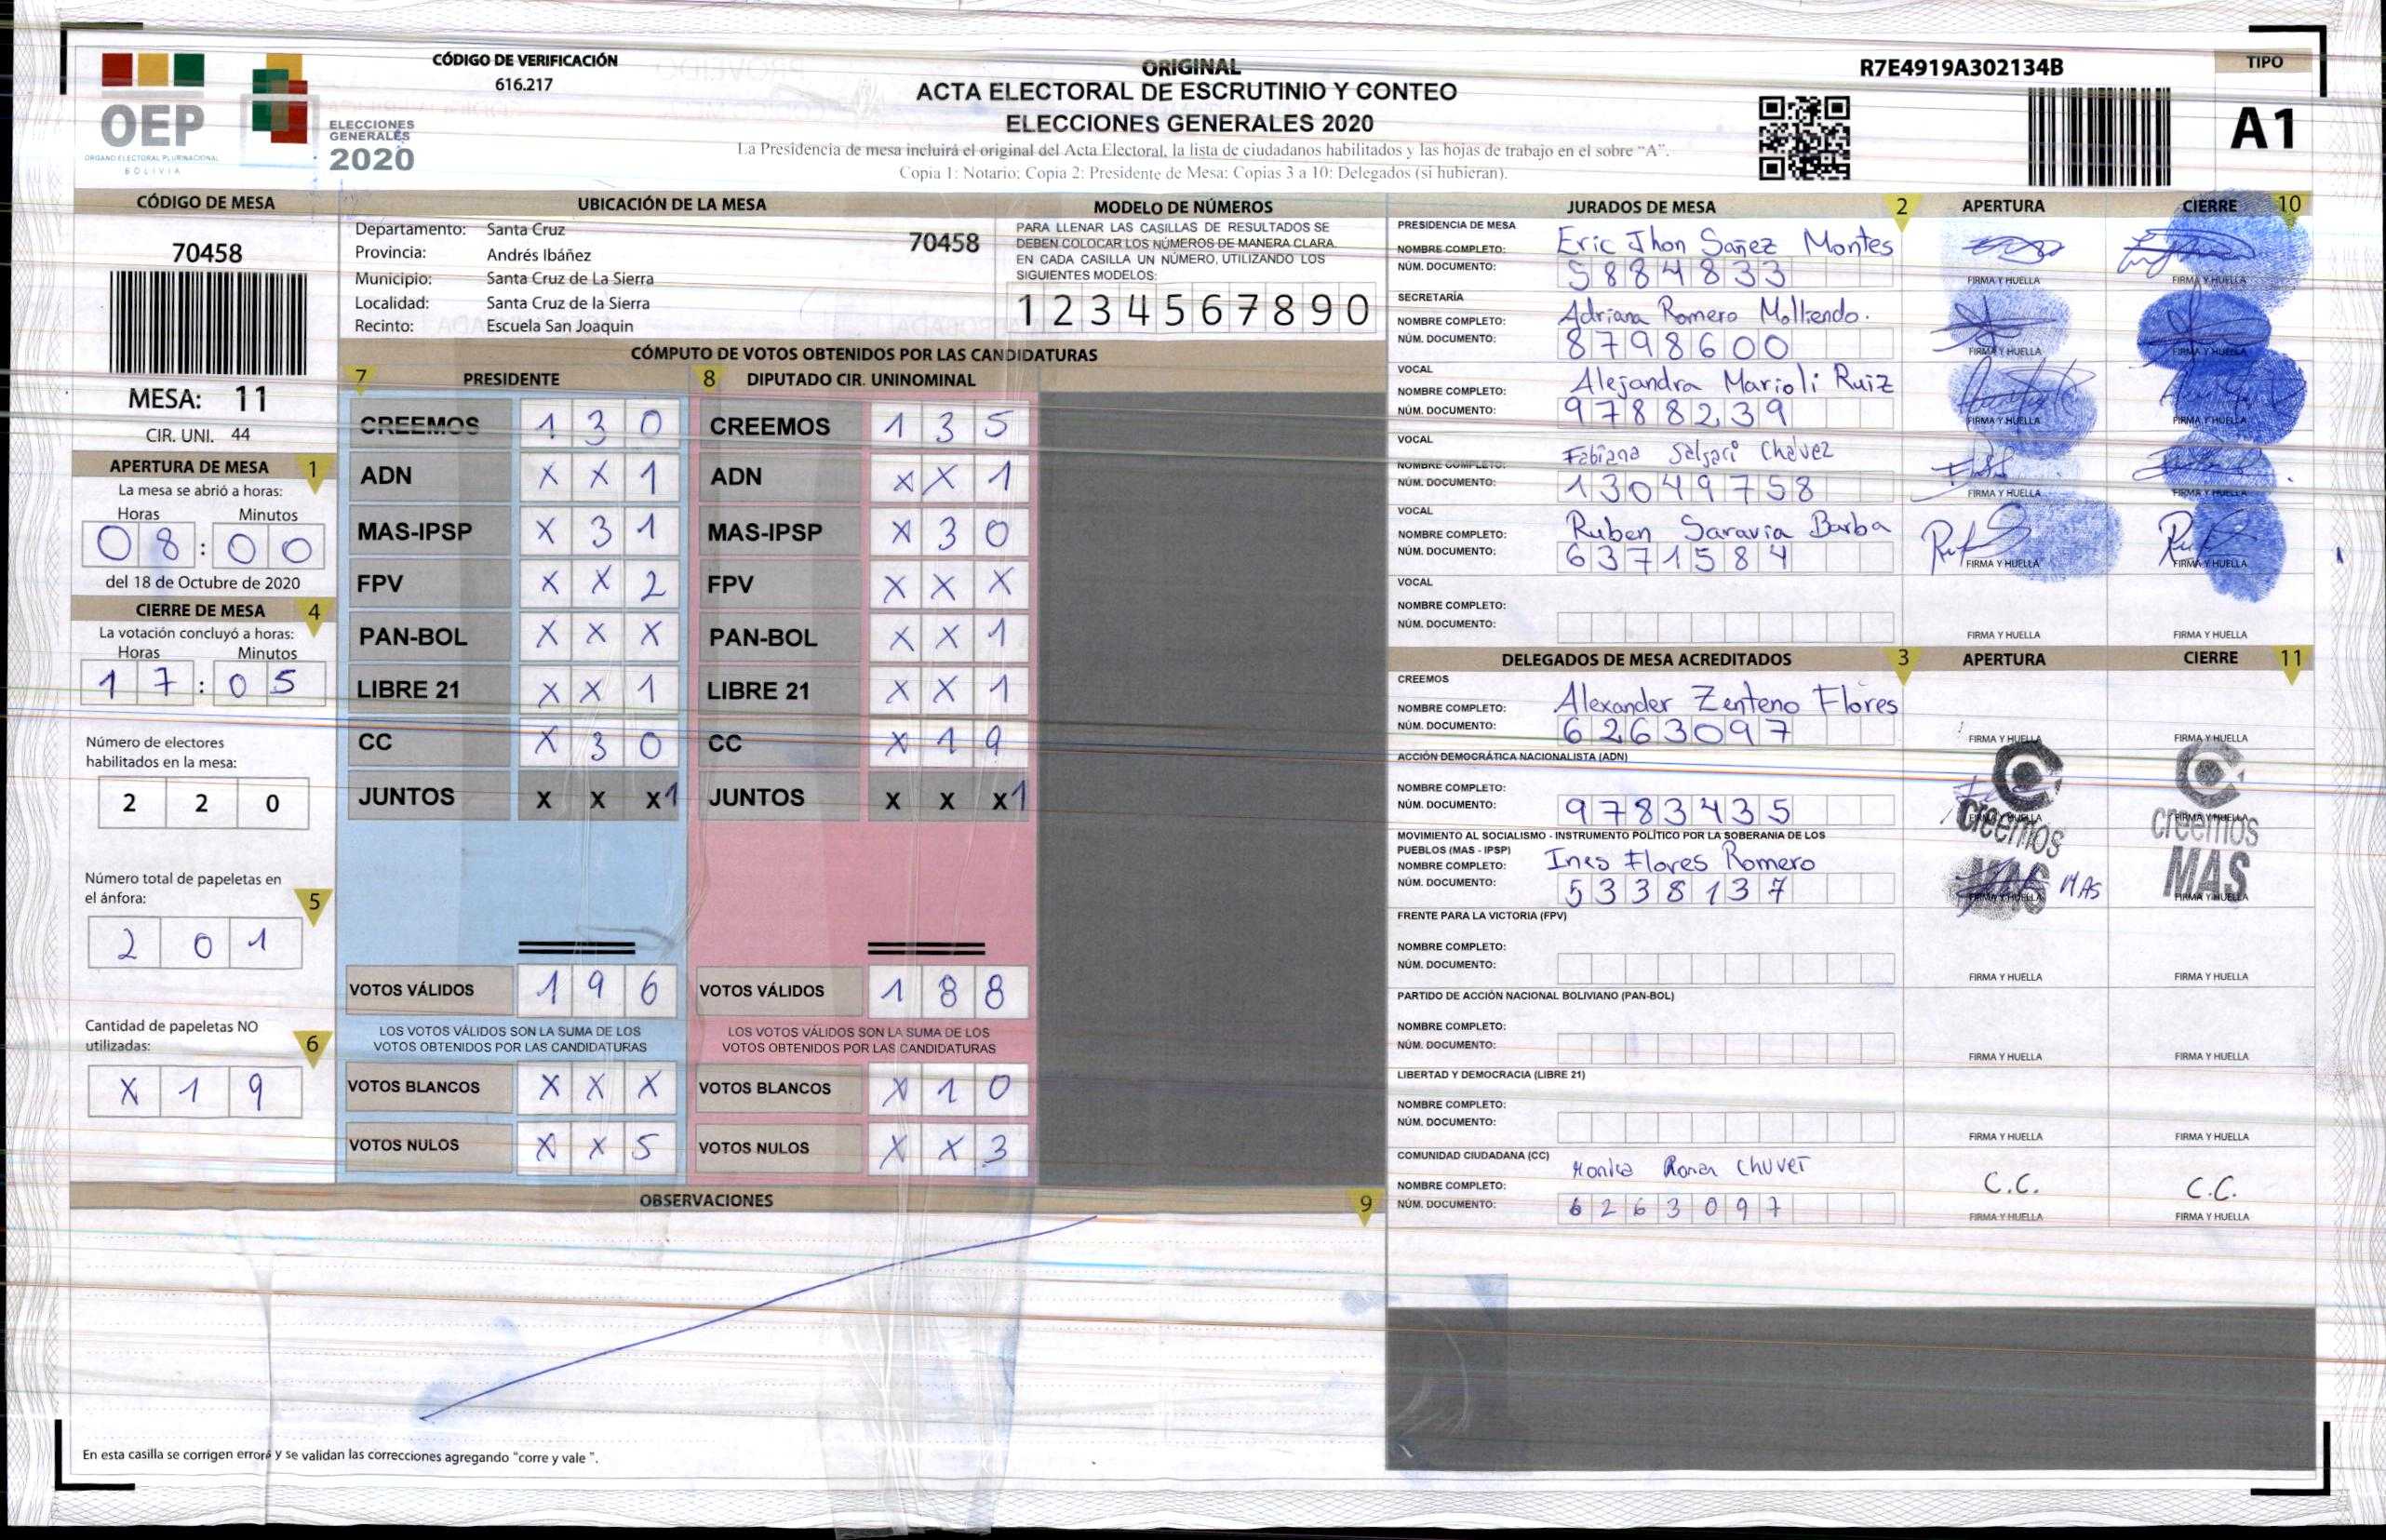 CÓDIGO DE VERIFICACIÓN
616.217
OEP
ORGANO ELECTORAL PLURINACIONAL
BOLIVIA
ELECCIONES
GENERALES
2020
ORIGINAL
ACTA ELECTORAL DE ESCRUTINIO Y CONTEO
ELECCIONES GENERALES 2020
La Presidencia de mesa incluirá el original del Acta Electoral, la lista de ciudadanos habilitados y las hojas de trabajo en el sobre “A”.
Copia 1: Notario; Copia 2: Presidente de Mesa; Copias 3 a 10: Delegados (si hubieran).
R7E4919A302134B
TIPO
A1
CÓDIGO DE MESA
70458
MESA: 11
CIR. UNI. 44
APERTURA DE MESA 1
La mesa se abrió a horas:
Horas Minutos
08:00
del 18 de Octubre de 2020
CIERRE DE MESA 4
La votación concluyó a horas:
Horas Minutos
17:05
Número de electores
habilitados en la mesa:
2 2 0
Número total de papeletas en
el ánfora: 5
2 0 1
Cantidad de papeletas NO
utilizadas: 6
X 1 9
UBICACIÓN DE LA MESA
Departamento: Santa Cruz
Provincia: Andrés Ibáñez
Municipio: Santa Cruz de La Sierra
Localidad: Santa Cruz de la Sierra
Recinto: Escuela San Joaquin
70458
MODELO DE NÚMEROS
PARA LLENAR LAS CASILLAS DE RESULTADOS SE
DEBEN COLOCAR LOS NÚMEROS DE MANERA CLARA.
EN CADA CASILLA UN NÚMERO, UTILIZANDO LOS
SIGUIENTES MODELOS:
1 2 3 4 5 6 7 8 9 0
CÓMPUTO DE VOTOS OBTENIDOS POR LAS CANDIDATURAS
7 PRESIDENTE 8 DIPUTADO CIR. UNINOMINAL
CREEMOS 1 3 0 CREEMOS 1 3 5
ADN X X 1 ADN X X 1
MAS-IPSP X 3 1 MAS-IPSP X 3 0
FPV X X 2 FPV X X X
PAN-BOL X X X PAN-BOL X X 1
LIBRE 21 X X 1 LIBRE 21 X X 1
CC X 3 0 CC X 1 9
JUNTOS X X X1 JUNTOS X X X1
VOTOS VÁLIDOS 1 9 6 VOTOS VÁLIDOS 1 8 8
LOS VOTOS VÁLIDOS SON LA SUMA DE LOS LOS VOTOS VÁLIDOS SON LA SUMA DE LOS
VOTOS OBTENIDOS POR LAS CANDIDATURAS VOTOS OBTENIDOS POR LAS CANDIDATURAS
VOTOS BLANCOS X X X VOTOS BLANCOS X 1 0
VOTOS NULOS X X 5 VOTOS NULOS X X 3
OBSERVACIONES 9
En esta casilla se corrigen errores y se validan las correcciones agregando "corre y vale ".
JURADOS DE MESA 2 APERTURA CIERRE 10
PRESIDENCIA DE MESA
NOMBRE COMPLETO: Eric Jhon Sañez Montes
NÚM. DOCUMENTO: 5884833
FIRMA Y HUELLA FIRMA Y HUELLA
SECRETARÍA
NOMBRE COMPLETO: Adriana Romero Molliendo.
NÚM. DOCUMENTO: 8798600
FIRMA Y HUELLA FIRMA Y HUELLA
VOCAL
NOMBRE COMPLETO: Alejandra Marioli Ruiz
NÚM. DOCUMENTO: 9788239
FIRMA Y HUELLA FIRMA Y HUELLA
VOCAL
NOMBRE COMPLETO: Fabiana Salsari Chavez
NÚM. DOCUMENTO: 13049758
FIRMA Y HUELLA FIRMA Y HUELLA
VOCAL
NOMBRE COMPLETO: Ruben Saravia Barba
NÚM. DOCUMENTO: 6371584
FIRMA Y HUELLA FIRMA Y HUELLA
VOCAL
NOMBRE COMPLETO:
NÚM. DOCUMENTO:
FIRMA Y HUELLA FIRMA Y HUELLA
DELEGADOS DE MESA ACREDITADOS 3 APERTURA CIERRE 11
CREEMOS
NOMBRE COMPLETO: Alexander Zenteno Flores
NÚM. DOCUMENTO: 6263097
FIRMA Y HUELLA FIRMA Y HUELLA
ACCIÓN DEMOCRÁTICA NACIONALISTA (ADN)
NOMBRE COMPLETO:
NÚM. DOCUMENTO: 9783435
FIRMA Y HUELLA FIRMA Y HUELLA
creemos creemos
MOVIMIENTO AL SOCIALISMO - INSTRUMENTO POLÍTICO POR LA SOBERANIA DE LOS
PUEBLOS (MAS - IPSP)
NOMBRE COMPLETO: Ines Flores Romero
NÚM. DOCUMENTO: 5338137
MAS MAS MAS
FIRMA Y HUELLA FIRMA Y HUELLA
FRENTE PARA LA VICTORIA (FPV)
NOMBRE COMPLETO:
NÚM. DOCUMENTO:
FIRMA Y HUELLA FIRMA Y HUELLA
PARTIDO DE ACCIÓN NACIONAL BOLIVIANO (PAN-BOL)
NOMBRE COMPLETO:
NÚM. DOCUMENTO:
FIRMA Y HUELLA FIRMA Y HUELLA
LIBERTAD Y DEMOCRACIA (LIBRE 21)
NOMBRE COMPLETO:
NÚM. DOCUMENTO:
FIRMA Y HUELLA FIRMA Y HUELLA
COMUNIDAD CIUDADANA (CC)
NOMBRE COMPLETO: Monica
NÚM. DOCUMENTO: 6263097
C.C. C.C.
FIRMA Y HUELLA FIRMA Y HUELLA